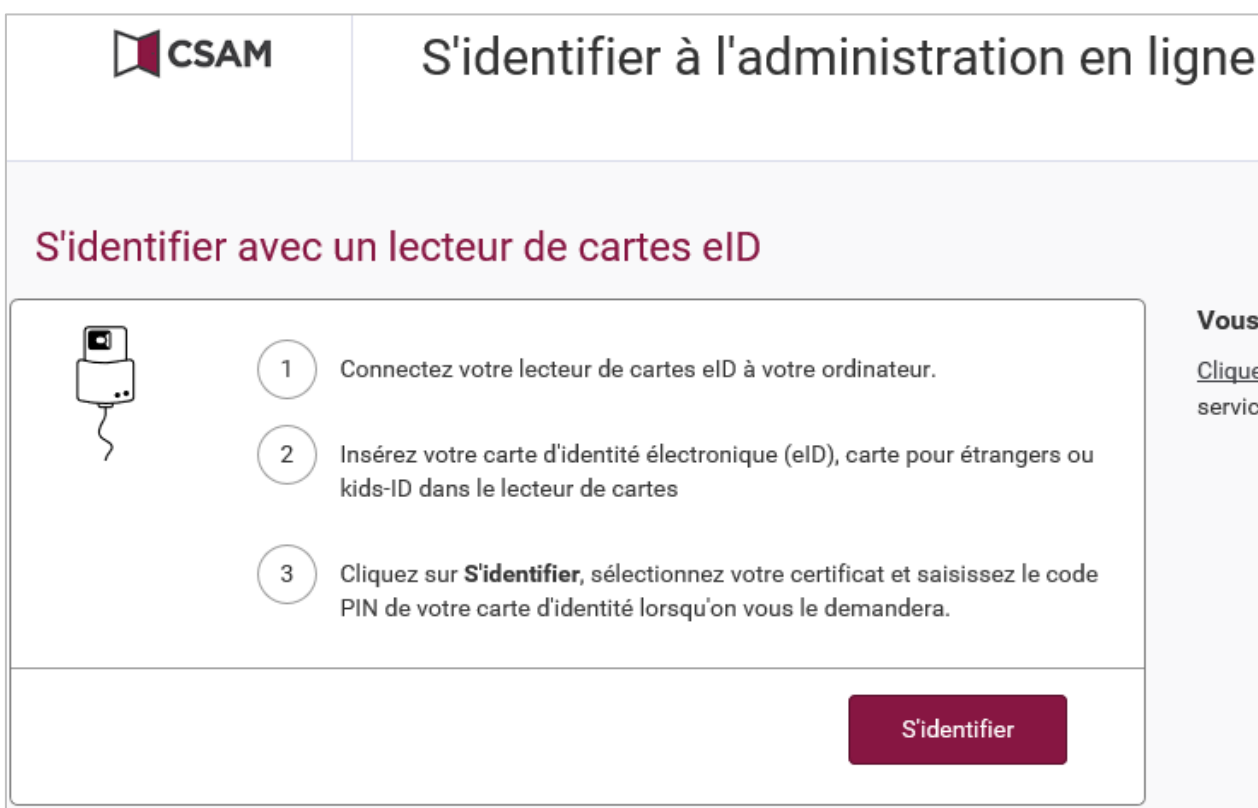 CSAM
S'identifier à l'administration en ligne
S'identifier avec un lecteur de cartes eID
1 Connectez votre lecteur de cartes eID à votre ordinateur.
2 Insérez votre carte d'identité électronique (eID), carte pour étrangers ou
kids-ID dans le lecteur de cartes
3 Cliquez sur S'identifier, sélectionnez votre certificat et saisissez le code
PIN de votre carte d'identité lorsqu'on vous le demandera.
S'identifier
Vous